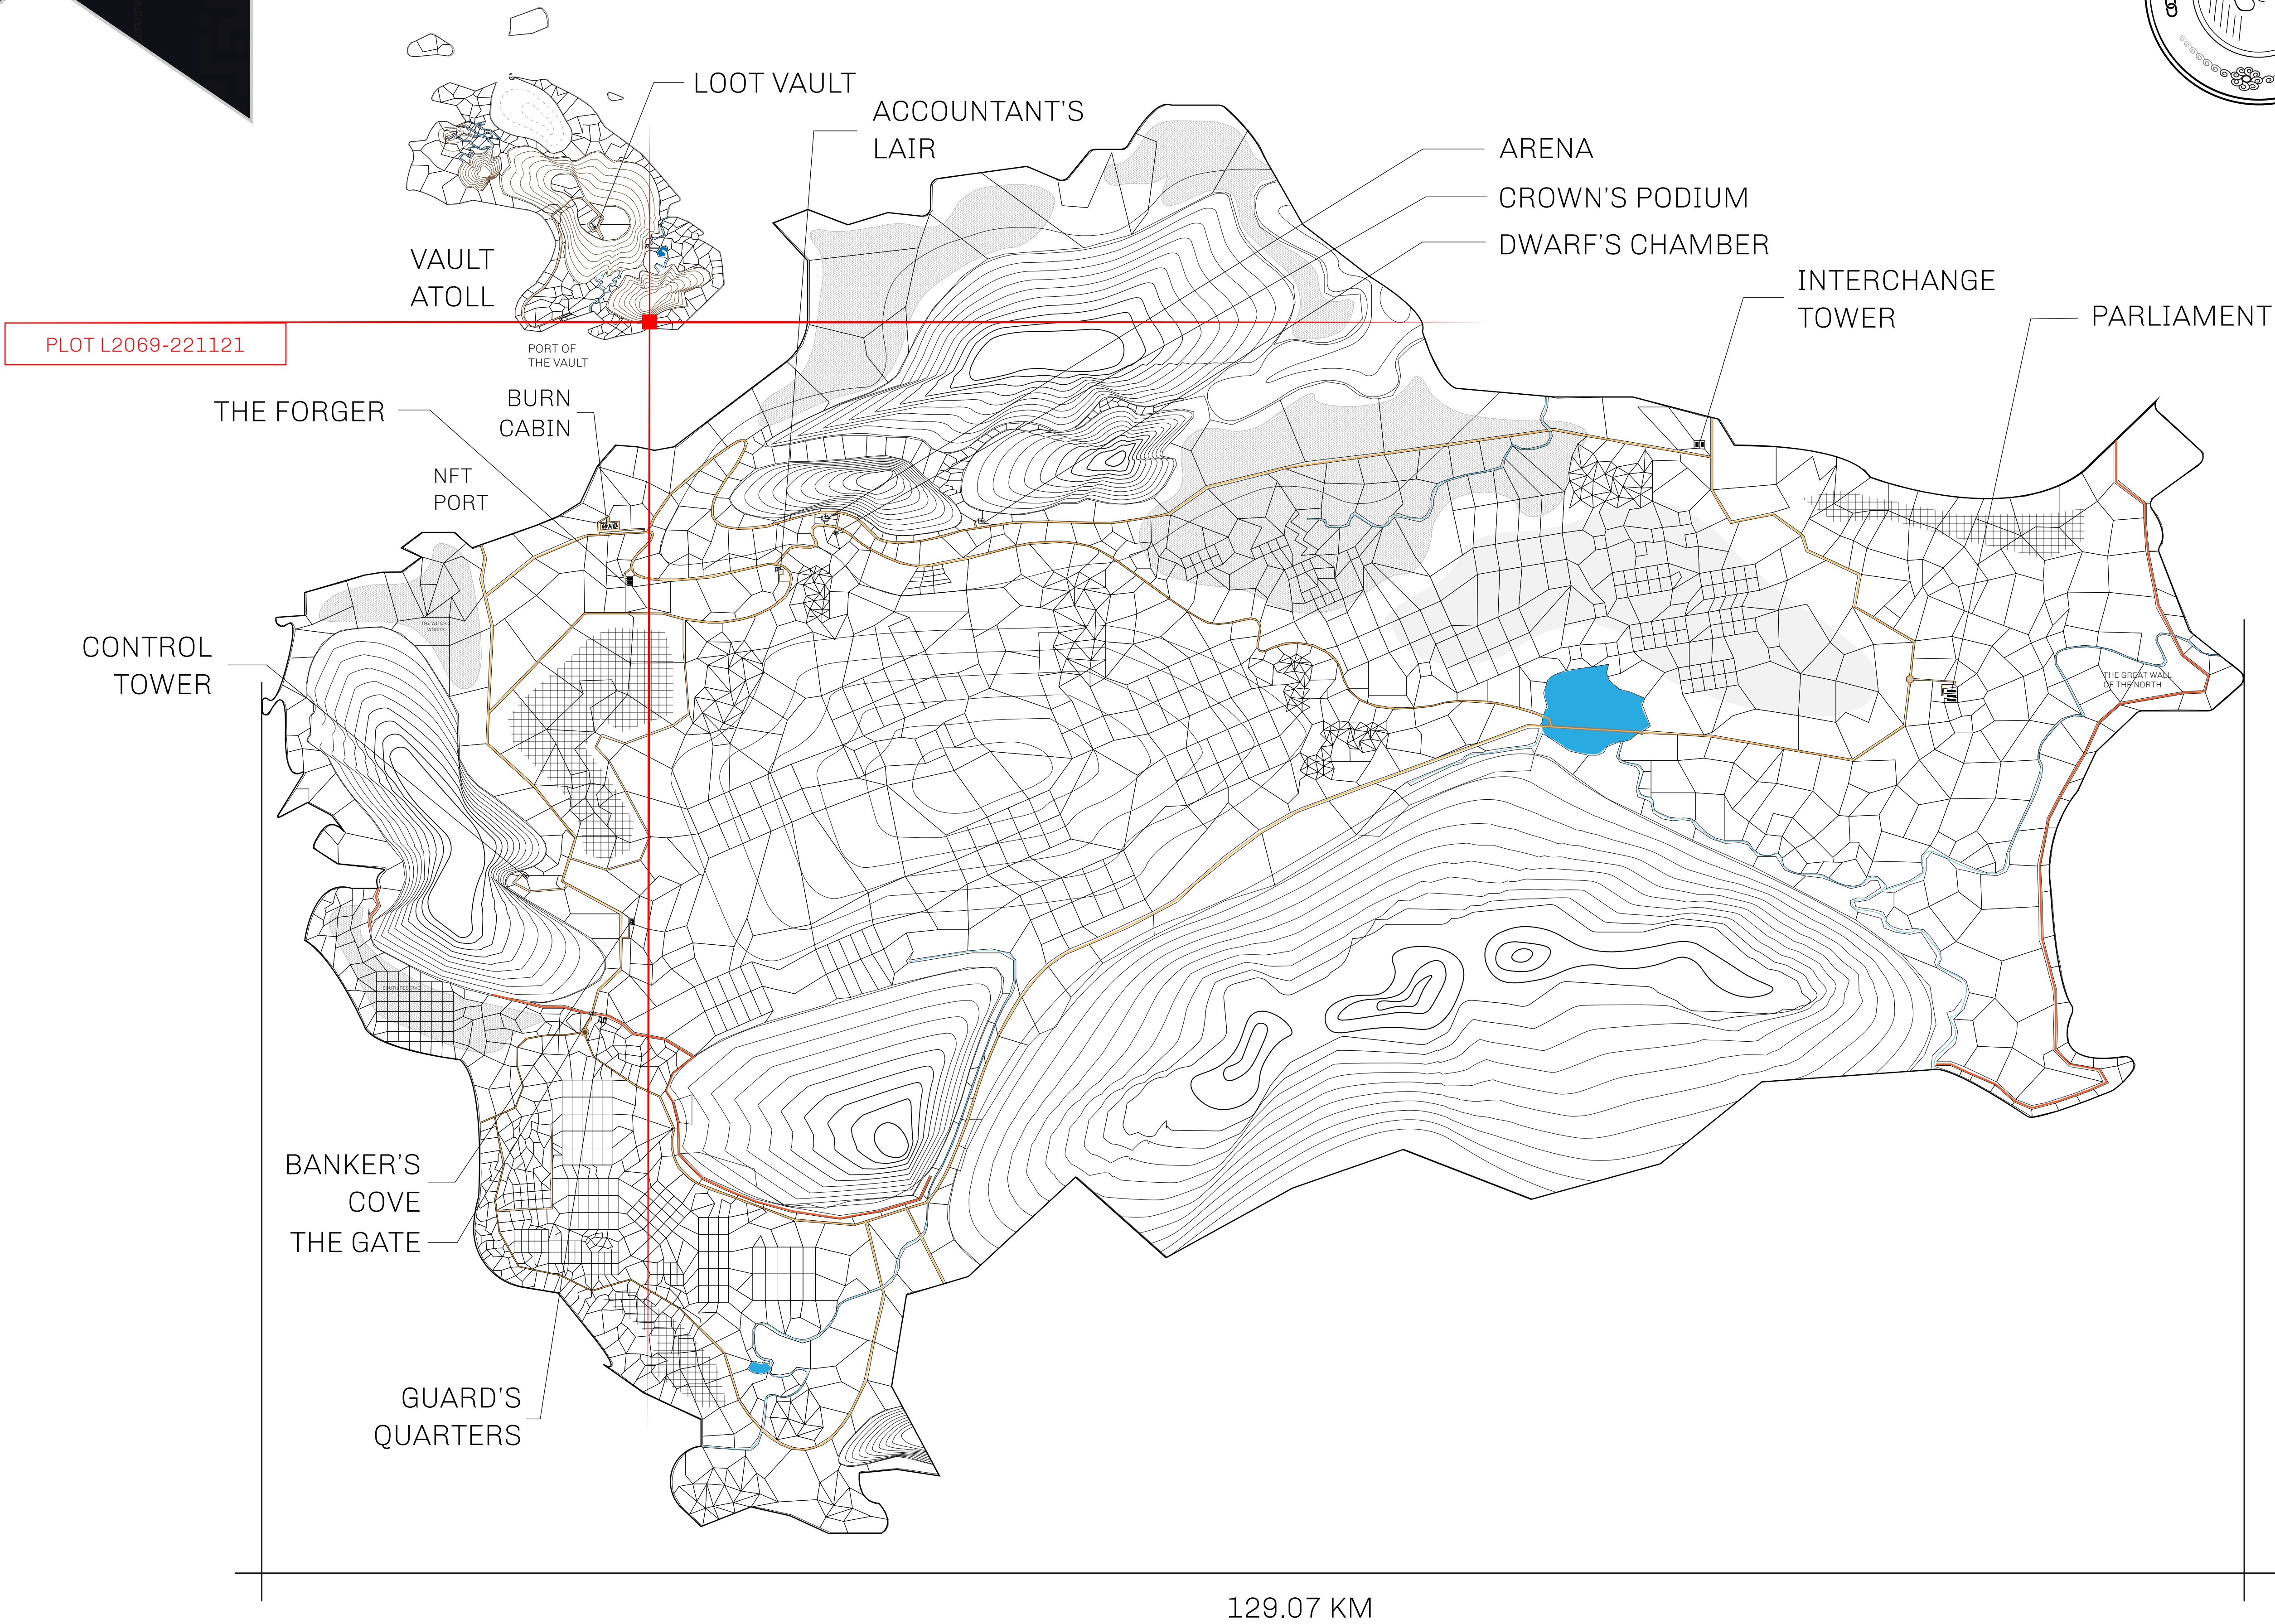 LOOT VAULT
ACCOUNTANT'S
LAIR
ARENA
CROWN'S PODIUM
DWARF'S CHAMBER
VAULT
ATOLL
INTERCHANGE
TOWER
PARLIAMENT
PLOT L2069-221121
PORT OF
THE VAULT
THE FORGER
BURN
CABIN
NFT
PORT
THE WITCH'S
WOODS
CONTROL
TOWER
THE GREAT WALL
OF THE NORTH
SOUTH RESERVE
BANKER'S
COVE
THE GATE
GUARD'S
QUARTERS
129.07 KM